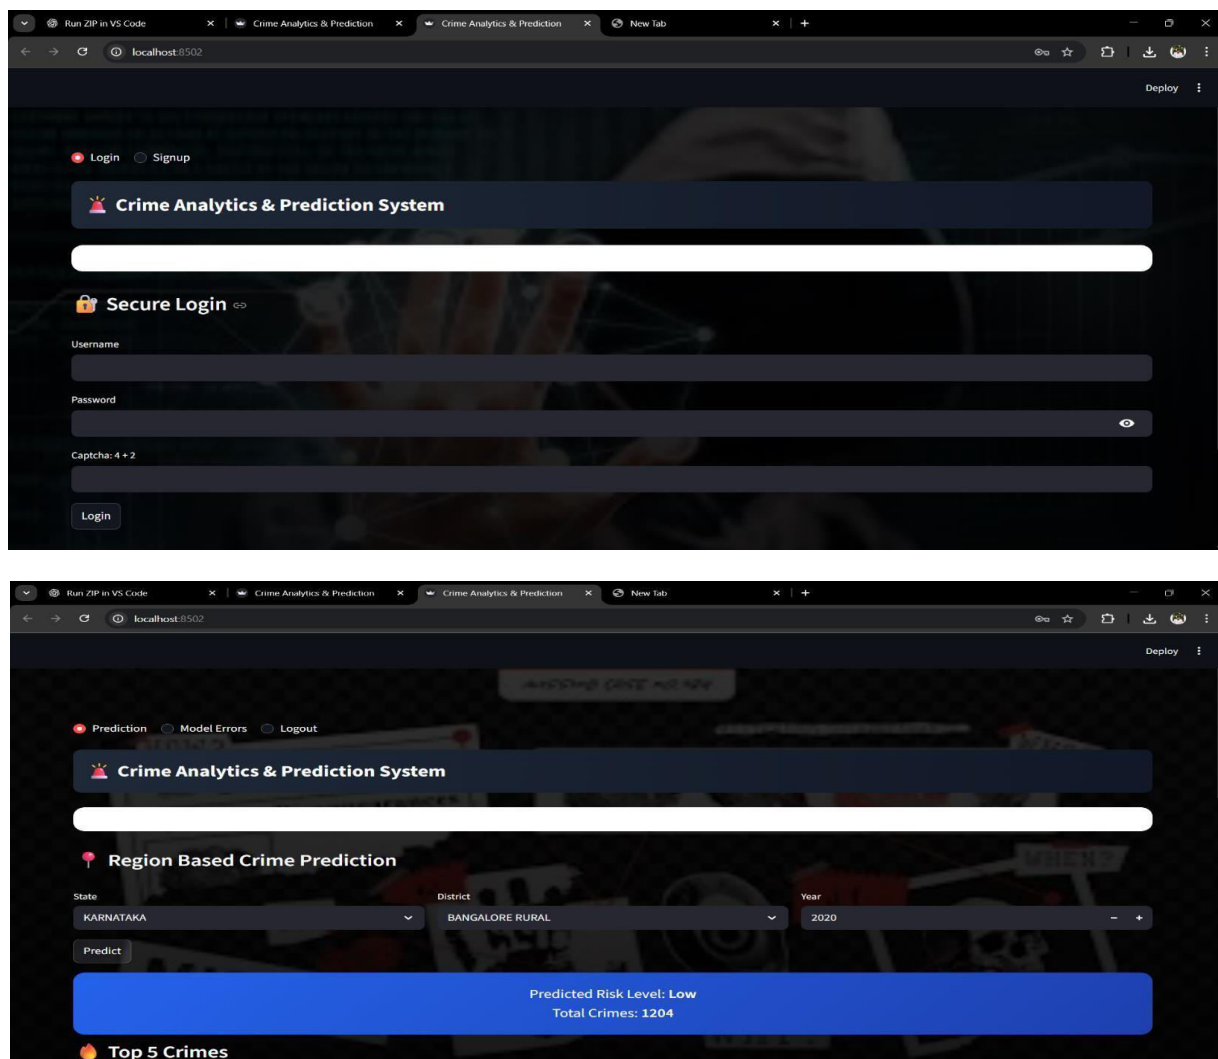 Run ZIP in VS Code
Crime Analytics & Prediction
Crime Analytics & Prediction
New Tab
localhost:8502
Deploy
Login
Signup
Crime Analytics & Prediction System
Secure Login
Username
Password
Captcha: 4 + 2
Login
Run ZIP in VS Code
Crime Analytics & Prediction
Crime Analytics & Prediction
New Tab
localhost:8502
Deploy
Prediction
Model Errors
Logout
Crime Analytics & Prediction System
Region Based Crime Prediction
WHEN?
State
District
Year
KARNATAKA
BANGALORE RURAL
2020
Predict
Predicted Risk Level: Low
Total Crimes: 1204
Top 5 Crimes